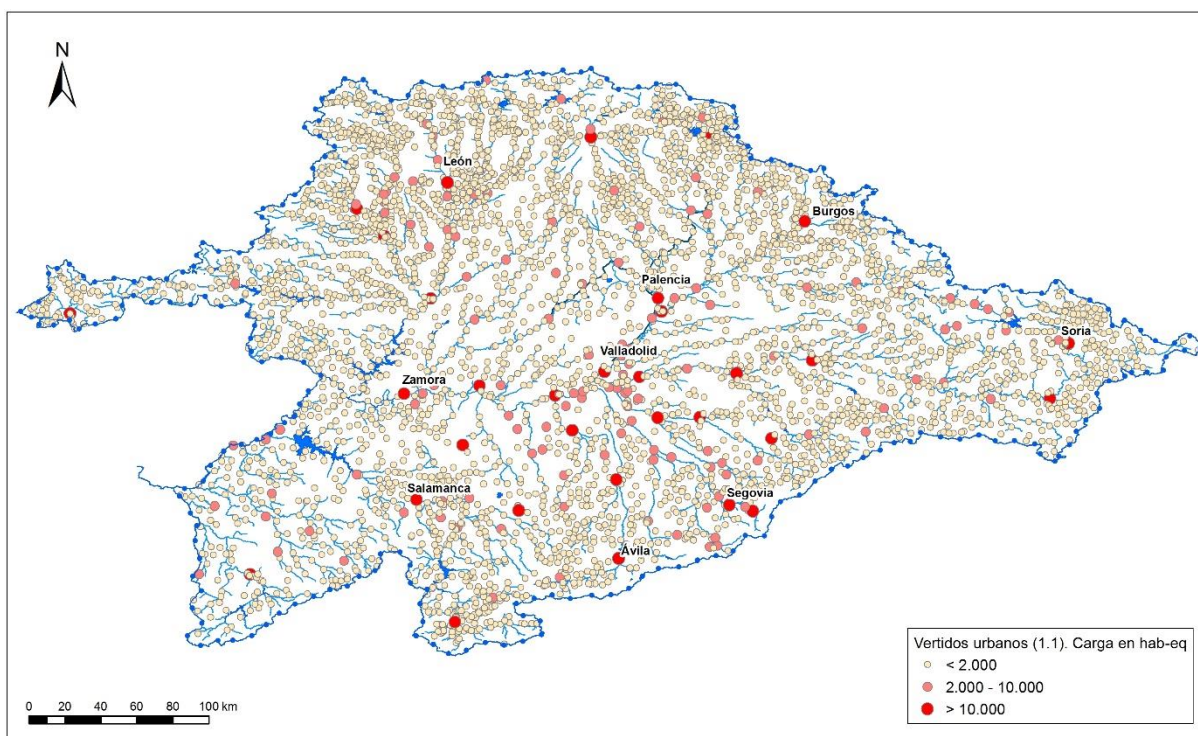 N
León
Burgos
Palencia
Soria
Valladolid
Zamora
Salamanca
Segovia
Ávila
Vertidos urbanos (1.1). Carga en hab-eq
< 2.000
2.000 - 10.000
> 10.000
0 20 40 60 80 100 km